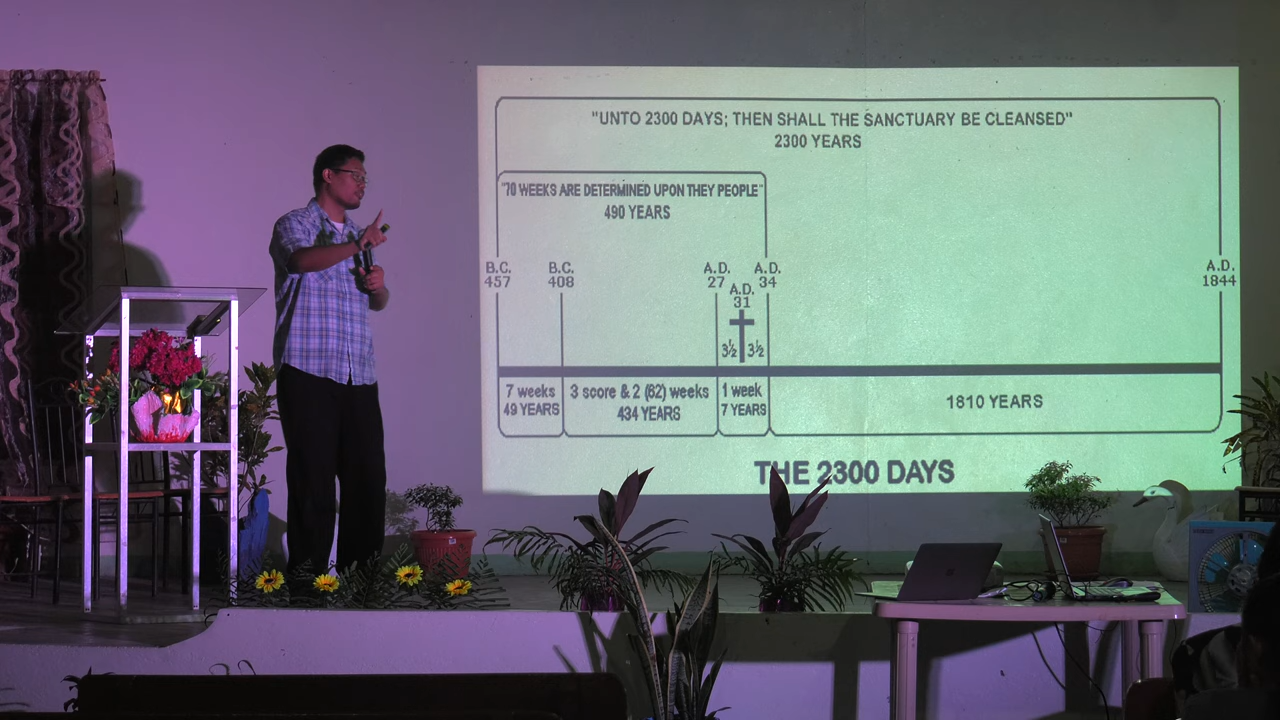 "UNTO 2300 DAYS; THEN SHALL THE SANCTUARY BE CLEANSED"
2300 YEARS
"70 WEEKS ARE DETERMINED UPON THEY PEOPLE"
490 YEARS
B.C.
457
B.C.
408
A.D.
27
A.D.
31
A.D.
34
A.D.
1844
3½
3½
7 weeks
49 YEARS
3 score & 2 (62) weeks
434 YEARS
1 week
7 YEARS
1810 YEARS
THE 2300 DAYS